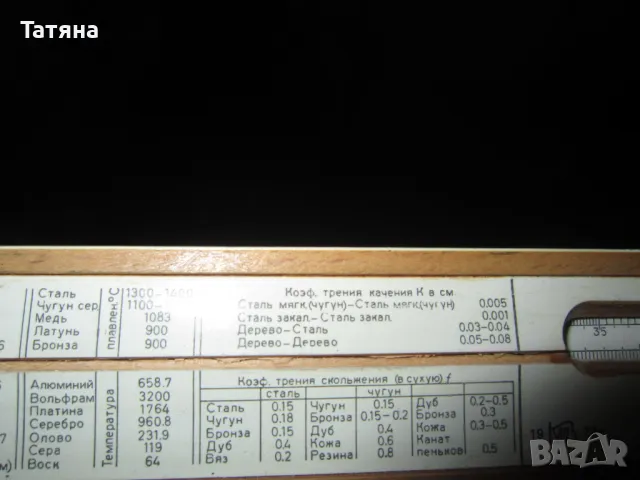 Татяна
Сталь 1300-1600 Коэф. трения качения К в см
Чугун сер. 1100- Сталь мягк.(чугун)-Сталь мягк.(чугун) 0.005
Медь 1083 Сталь закал-Сталь закал. 0.001
Латунь 900 Дерево-Сталь 0.03-0.04
Бронза 900 Дерево-Дерево 0.05-0.08
плавлен °C
35
Алюминий 658.7 Коэф. трения скольжения (в сухую) f
Вольфрам 3200 сталь чугун
Платина 1764 Сталь 0.15 Чугун 0.15 Дуб 0.2-0.5
Серебро 960.8 Чугун 0.18 Бронза 0.15-0.2 Бронза 0.3
Олово 231.9 Бронза 0.15 Дуб 0.4 Кожа 0.3-0.5
Сера 119 Дуб 0.4 Кожа 0.6 Канат
Воск 64 Вяз 0.2 Резина 0.8 пеньков 0.5
Температура
BAZAR